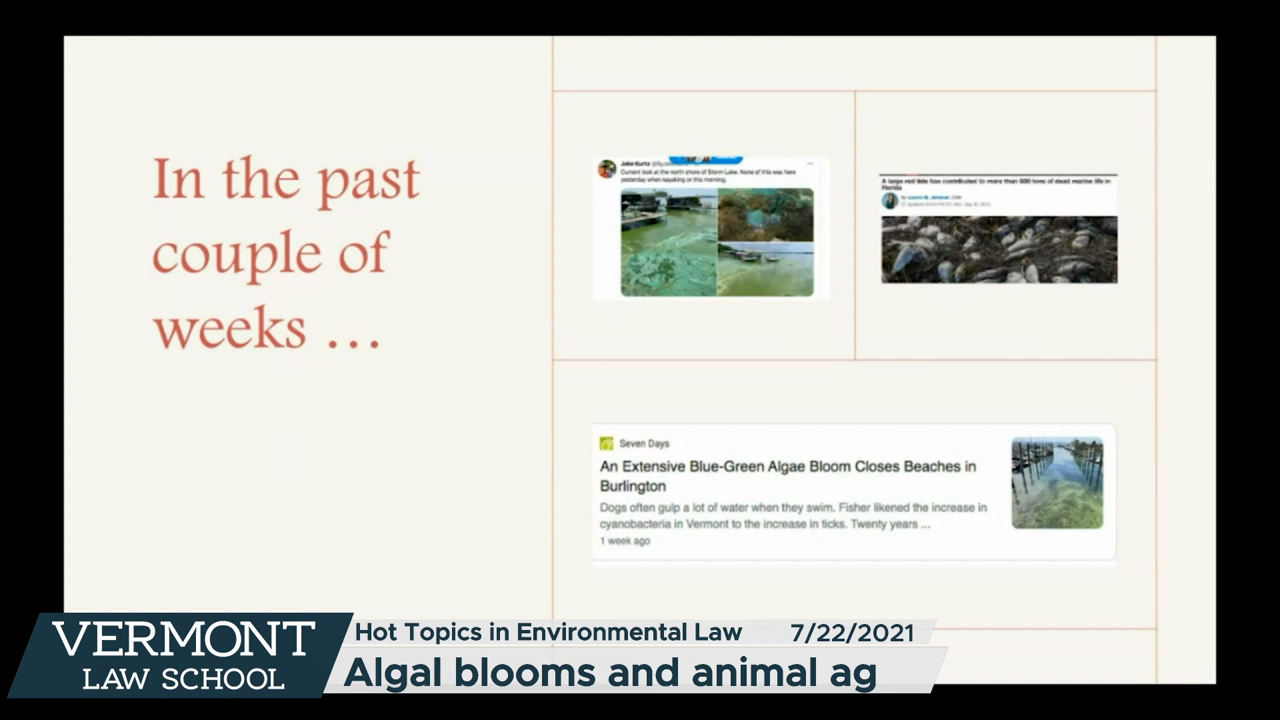 In the past
couple of
weeks …
Jake Kurtz
Current look at the north shore of Storm Lake. None of this was here
yesterday when kayaking or this morning.
A large red tide has contributed to more than 600 tons of dead marine life in
Florida
Seven Days
An Extensive Blue-Green Algae Bloom Closes Beaches in
Burlington
Dogs often gulp a lot of water when they swim. Fisher likened the increase in
cyanobacteria in Vermont to the increase in ticks. Twenty years ...
1 week ago
VERMONT
LAW SCHOOL
Hot Topics in Environmental Law 7/22/2021
Algal blooms and animal ag